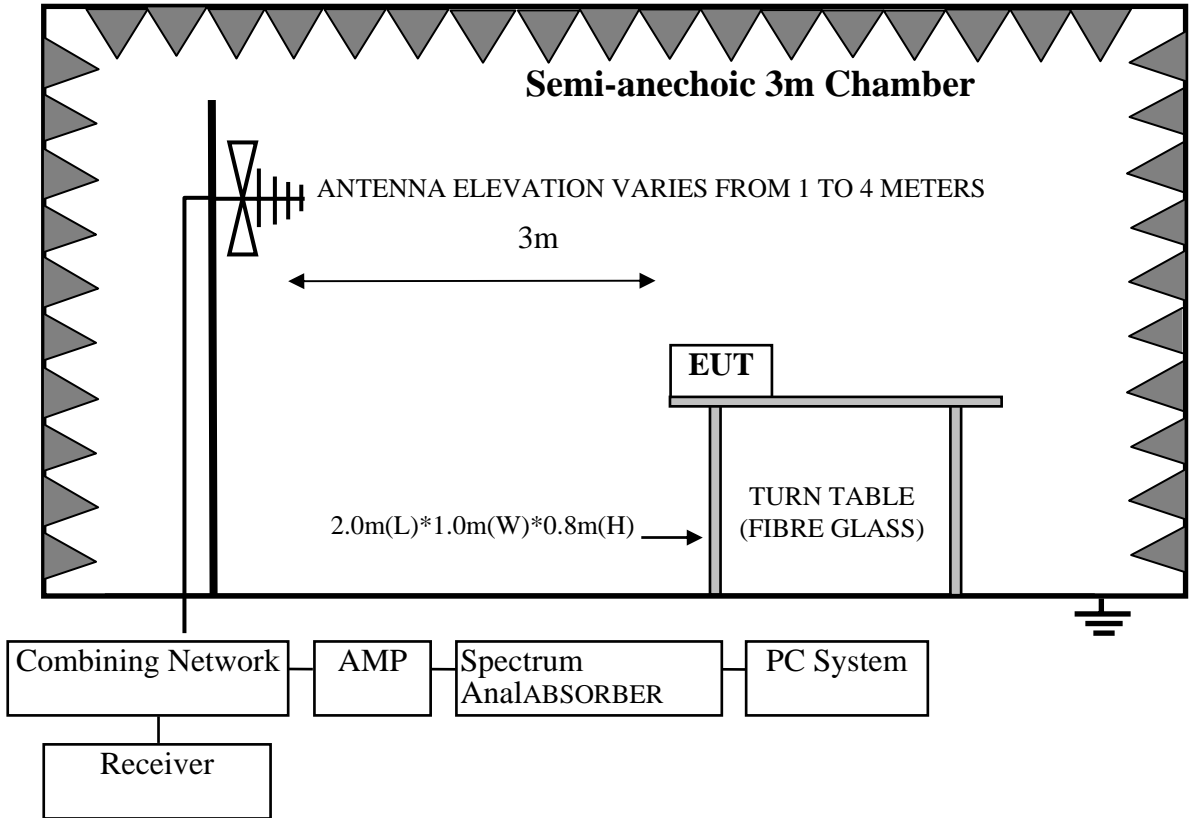 Semi-anechoic 3m Chamber
ANTENNA ELEVATION VARIES FROM 1 TO 4 METERS
3m
EUT
TURN TABLE
(FIBRE GLASS)
2.0m(L)*1.0m(W)*0.8m(H)
Combining Network
AMP
Spectrum
AnalABSORBER
PC System
Receiver